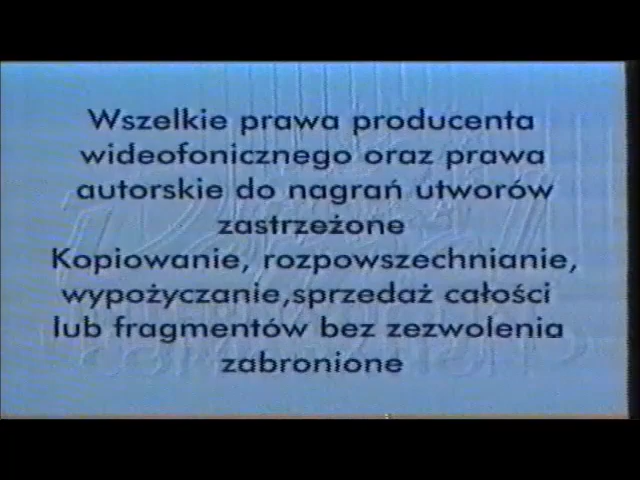 Wszelkie prawa producenta
wideofonicznego oraz prawa
autorskie do nagrań utworów
zastrzeżone
Kopiowanie, rozpowszechnianie,
wypożyczanie,sprzedaż całości
lub fragmentów bez zezwolenia
zabronione